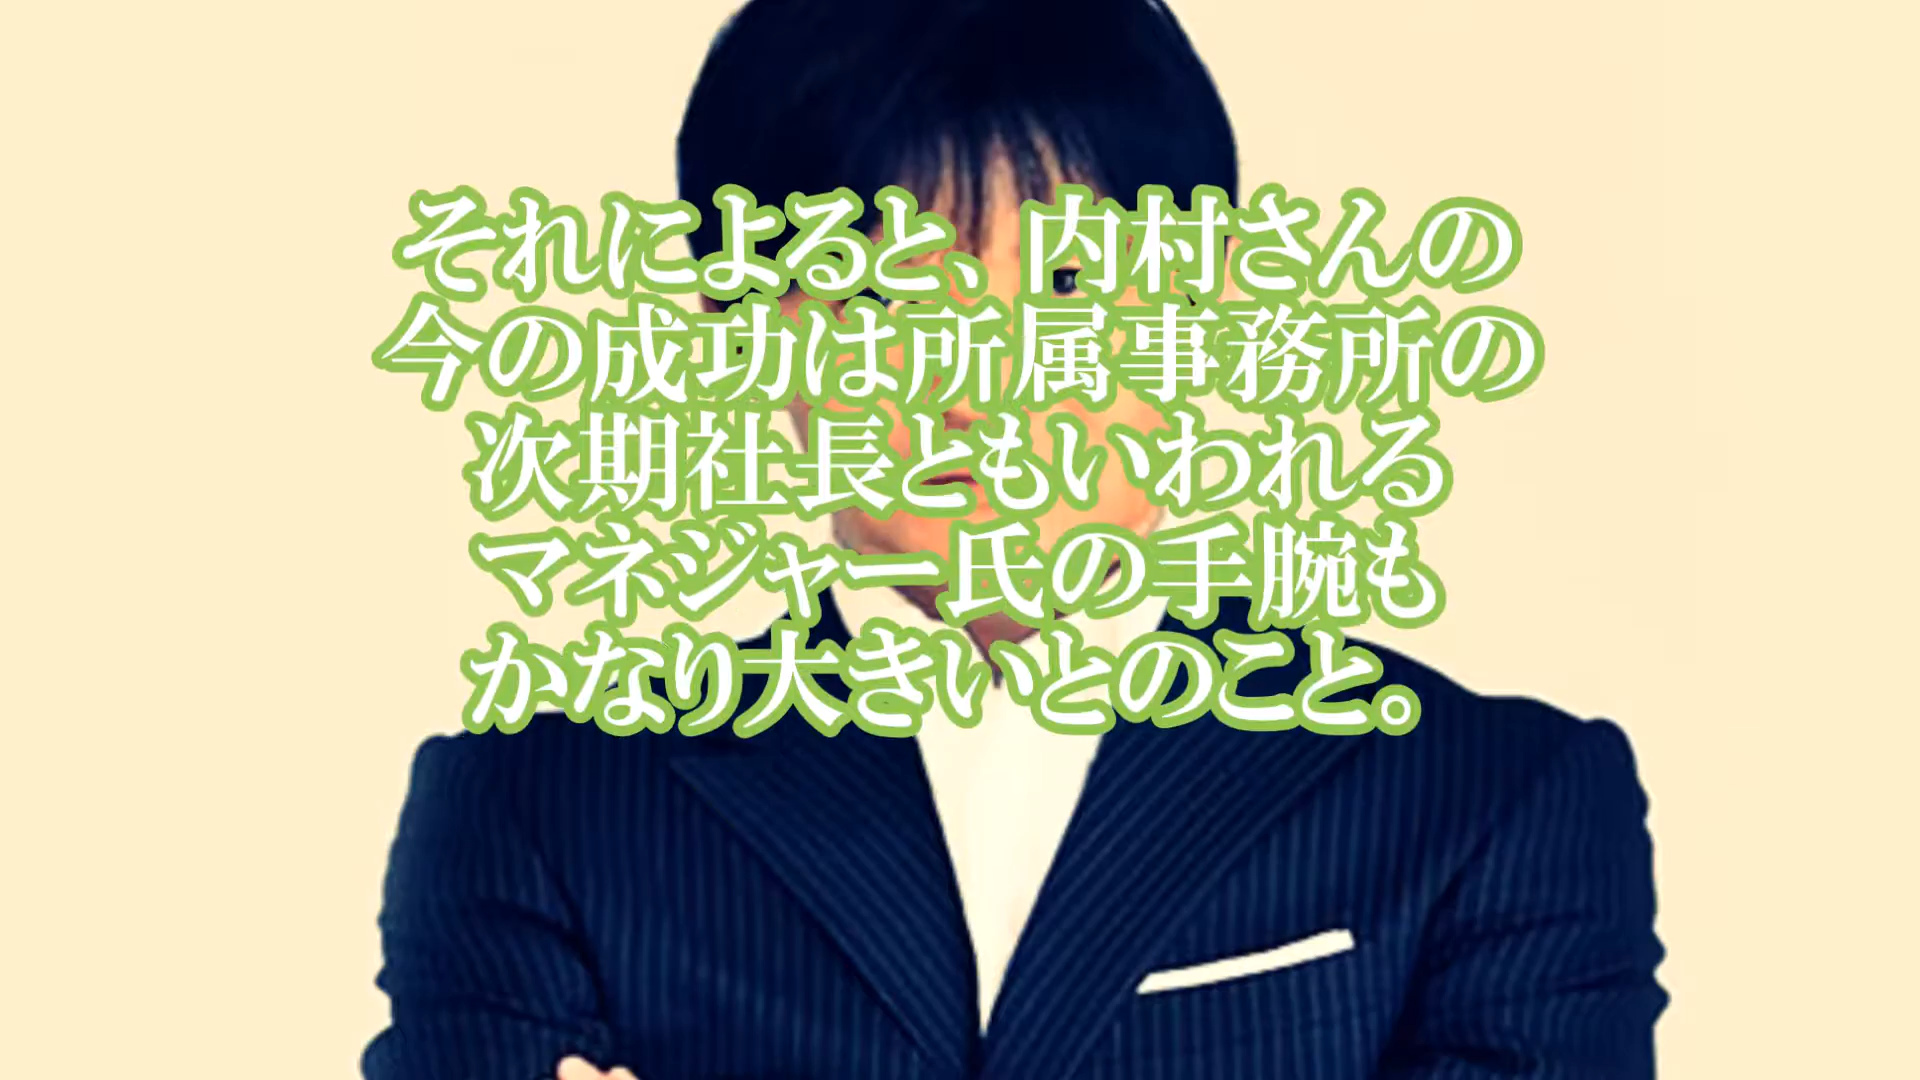 それによると、内村さんの
今の成功は所属事務所の
次期社長ともいわれる
マネジャー氏の手腕も
かなり大きいとのこと。